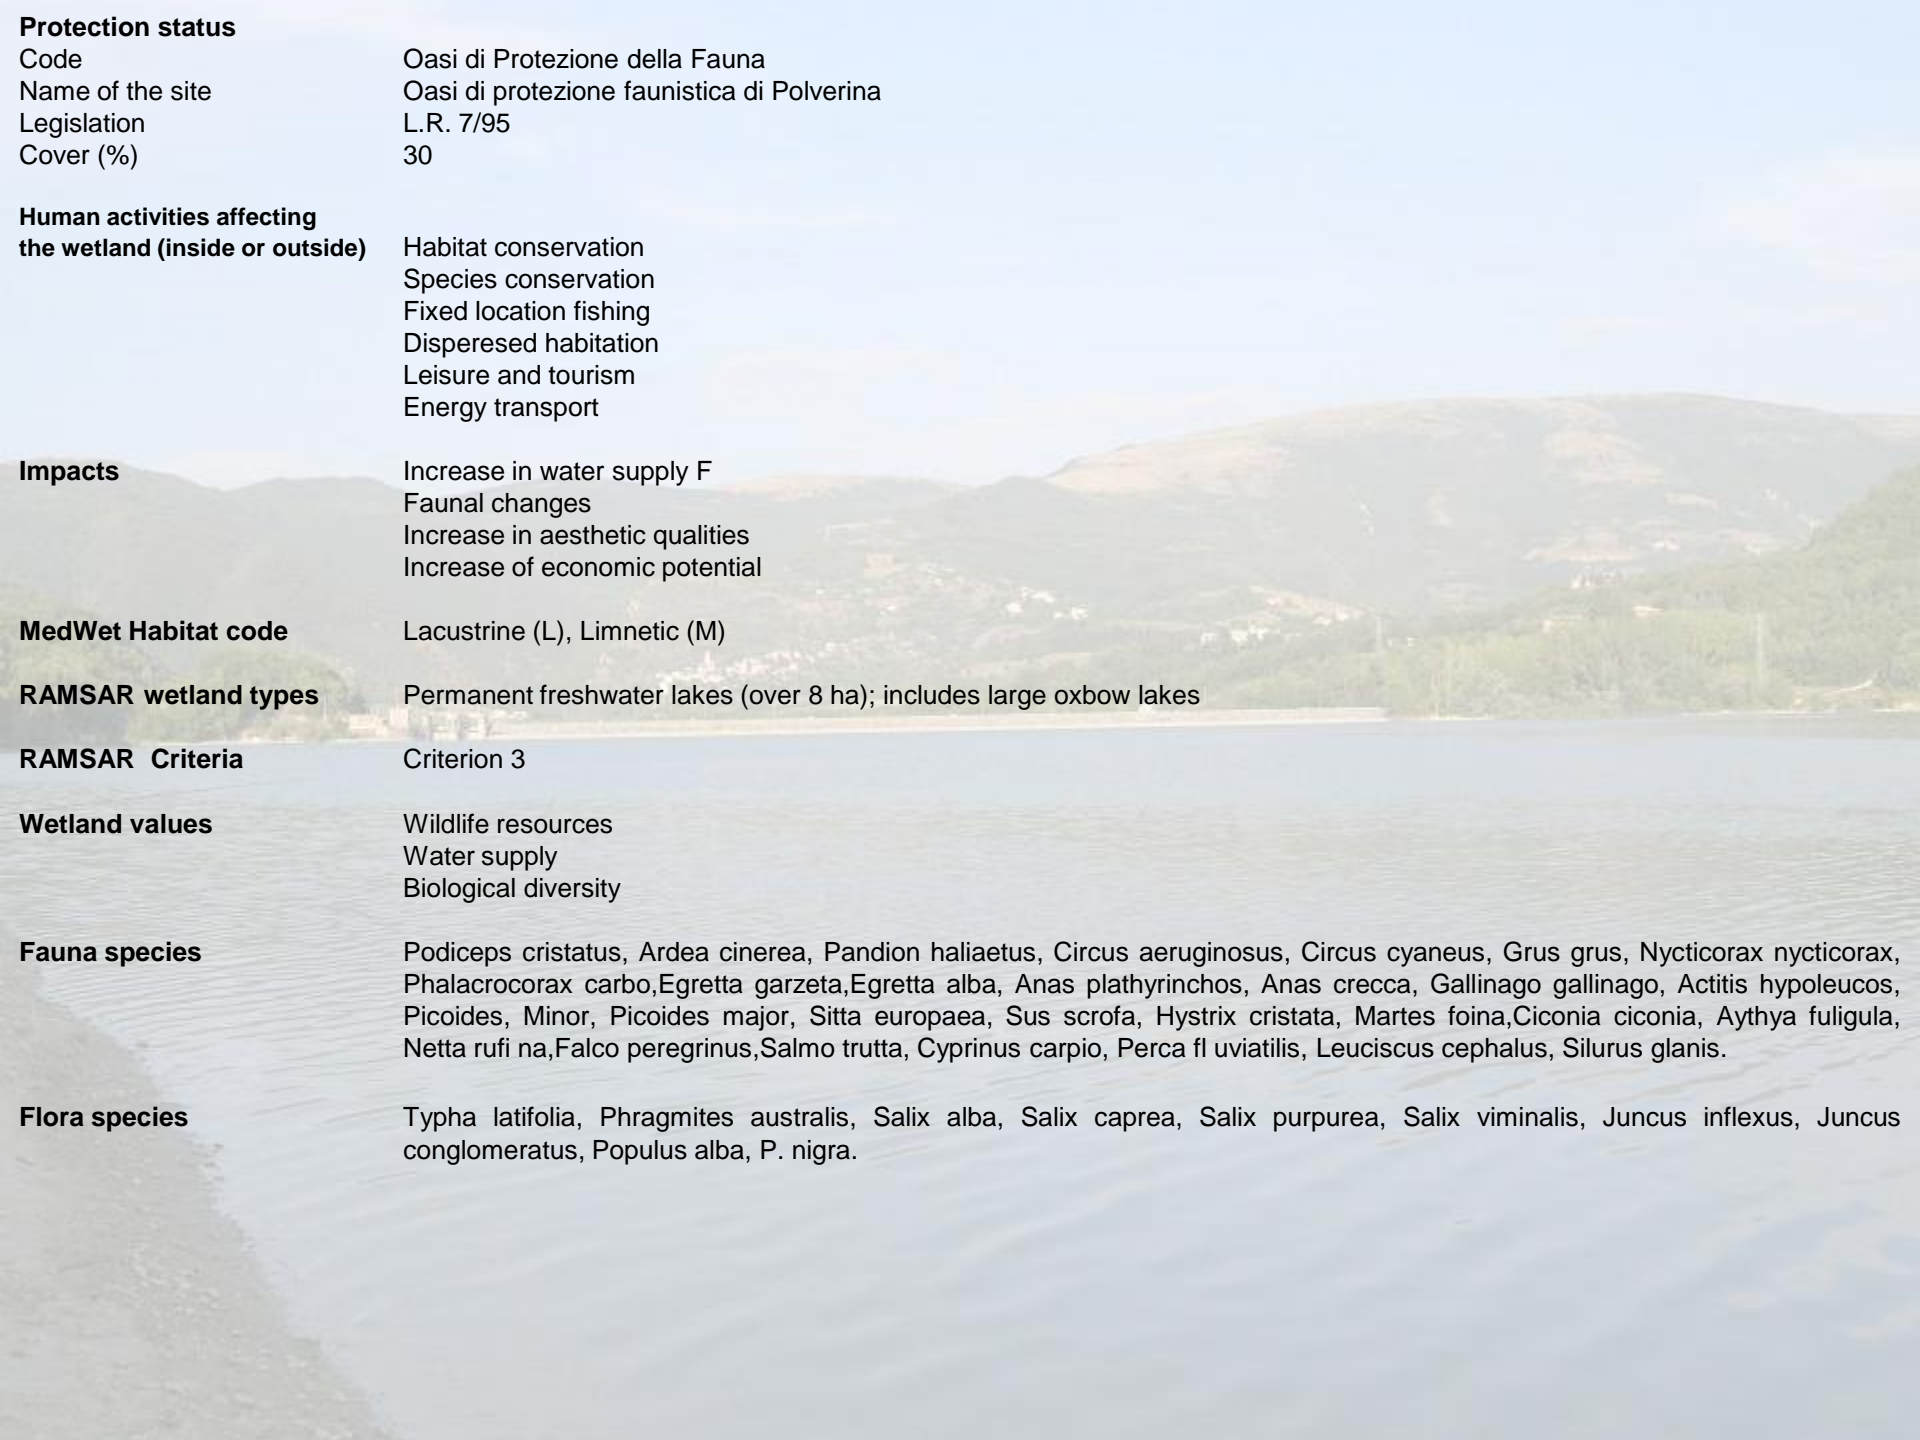 Protection status
Code Oasi di Protezione della Fauna
Name of the site Oasi di protezione faunistica di Polverina
Legislation L.R. 7/95
Cover (%) 30
Human activities affecting
the wetland (inside or outside) Habitat conservation
Species conservation
Fixed location fishing
Disperesed habitation
Leisure and tourism
Energy transport
Impacts Increase in water supply F
Faunal changes
Increase in aesthetic qualities
Increase of economic potential
MedWet Habitat code Lacustrine (L), Limnetic (M)
RAMSAR wetland types Permanent freshwater lakes (over 8 ha); includes large oxbow lakes
RAMSAR Criteria Criterion 3
Wetland values Wildlife resources
Water supply
Biological diversity
Fauna species Podiceps cristatus, Ardea cinerea, Pandion haliaetus, Circus aeruginosus, Circus cyaneus, Grus grus, Nycticorax nycticorax,
Phalacrocorax carbo,Egretta garzeta,Egretta alba, Anas plathyrinchos, Anas crecca, Gallinago gallinago, Actitis hypoleucos,
Picoides, Minor, Picoides major, Sitta europaea, Sus scrofa, Hystrix cristata, Martes foina,Ciconia ciconia, Aythya fuligula,
Netta rufi na,Falco peregrinus,Salmo trutta, Cyprinus carpio, Perca fl uviatilis, Leuciscus cephalus, Silurus glanis.
Flora species Typha latifolia, Phragmites australis, Salix alba, Salix caprea, Salix purpurea, Salix viminalis, Juncus inflexus, Juncus
conglomeratus, Populus alba, P. nigra.